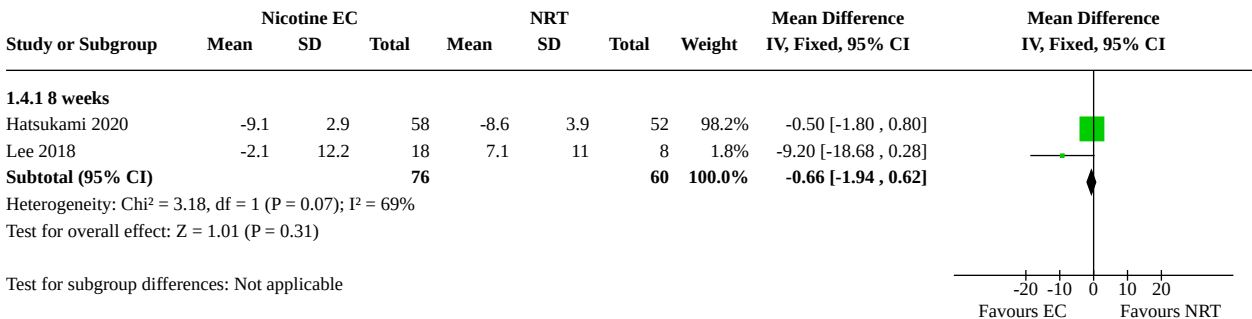 Nicotine EC NRT Mean Difference Mean Difference
Study or Subgroup Mean SD Total Mean SD Total Weight IV, Fixed, 95% CI IV, Fixed, 95% CI
1.4.1 8 weeks
Hatsukami 2020 -9.1 2.9 58 -8.6 3.9 52 98.2% -0.50 [-1.80 , 0.80]
Lee 2018 -2.1 12.2 18 7.1 11 8 1.8% -9.20 [-18.68 , 0.28]
Subtotal (95% CI) 76 60 100.0% -0.66 [-1.94 , 0.62]
Heterogeneity: Chi² = 3.18, df = 1 (P = 0.07); I² = 69%
Test for overall effect: Z = 1.01 (P = 0.31)
Test for subgroup differences: Not applicable
-20 -10 0 10 20
Favours EC Favours NRT